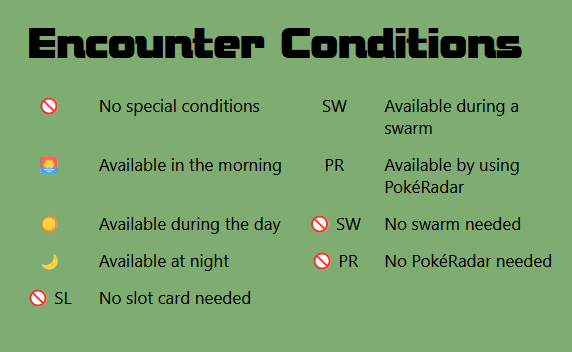 Encounter Conditions
No special conditions
SW Available during a
swarm
Available in the morning
PR Available by using
PokéRadar
Available during the day
SW No swarm needed
Available at night
PR No PokéRadar needed
SL No slot card needed